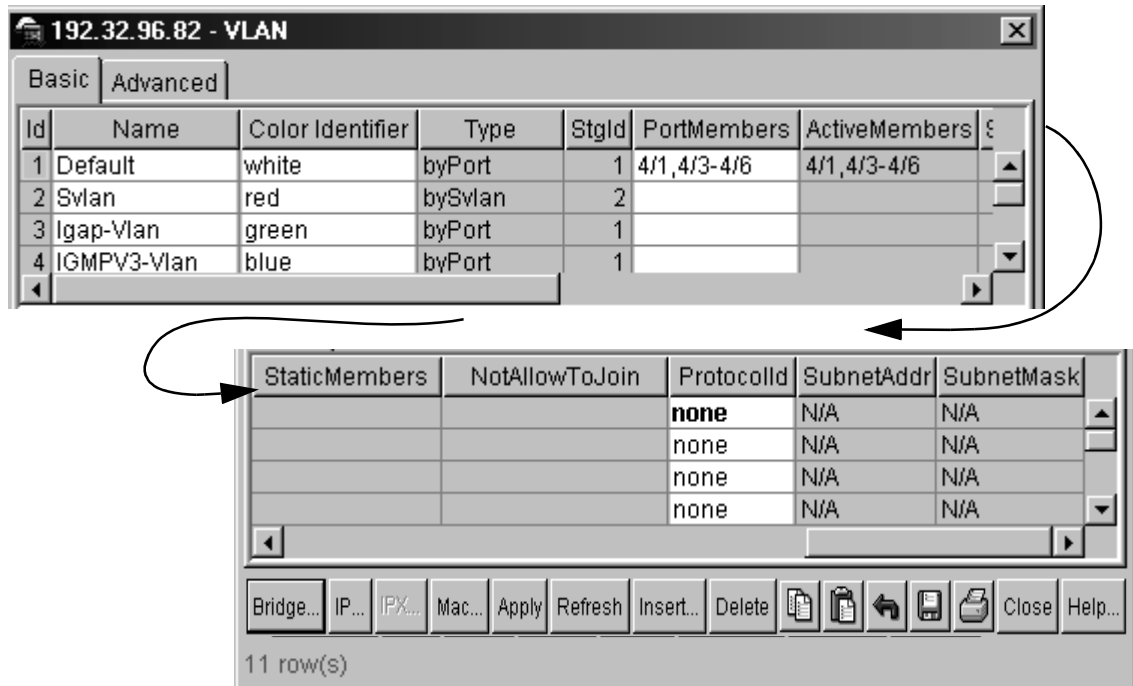 192.32.96.82 - VLAN
Basic Advanced
Id Name Color Identifier Type StgId PortMembers ActiveMembers
1 Default white byPort 1 4/1,4/3-4/6 4/1,4/3-4/6
2 Svlan red bySvlan 2
3 Igap-Vlan green byPort 1
4 IGMPV3-Vlan blue byPort 1
StaticMembers NotAllowToJoin ProtocolId SubnetAddr SubnetMask
none N/A N/A
none N/A N/A
none N/A N/A
none N/A N/A
Bridge... IP... IPX... Mac... Apply Refresh Insert... Delete Close Help...
11 row(s)